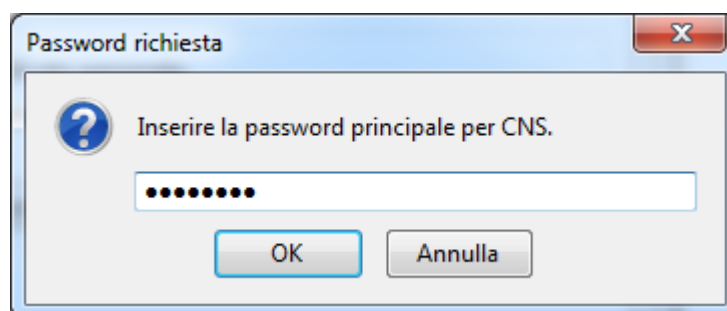 Password richiesta
Inserire la password principale per CNS.
••••••••
OK
Annulla